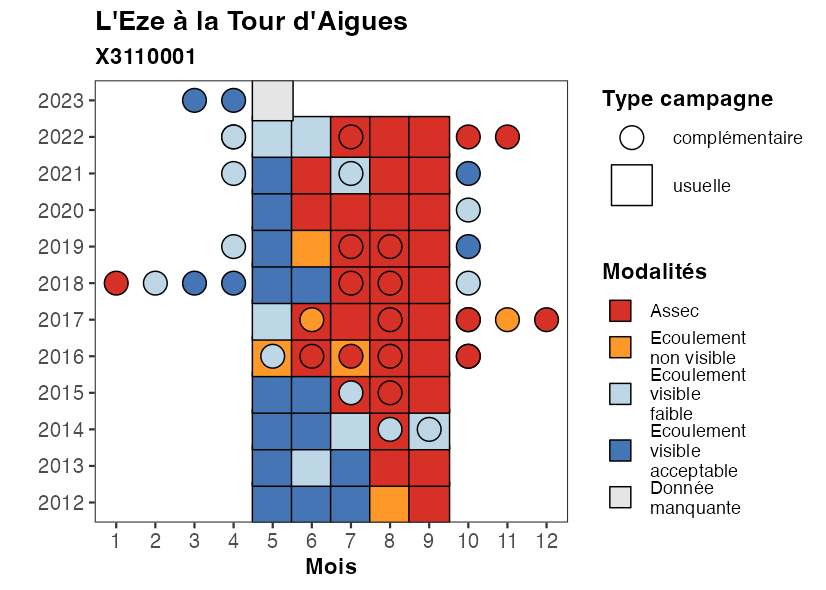 L'Eze à la Tour d'Aigues
X3110001
2023
2022
2021
2020
2019
2018
2017
2016
2015
2014
2013
2012
1 2 3 4 5 6 7 8 9 10 11 12
Mois
Type campagne
complémentaire
usuelle
Modalités
Assec
Ecoulement
non visible
Ecoulement
visible
faible
Ecoulement
visible
acceptable
Donnée
manquante